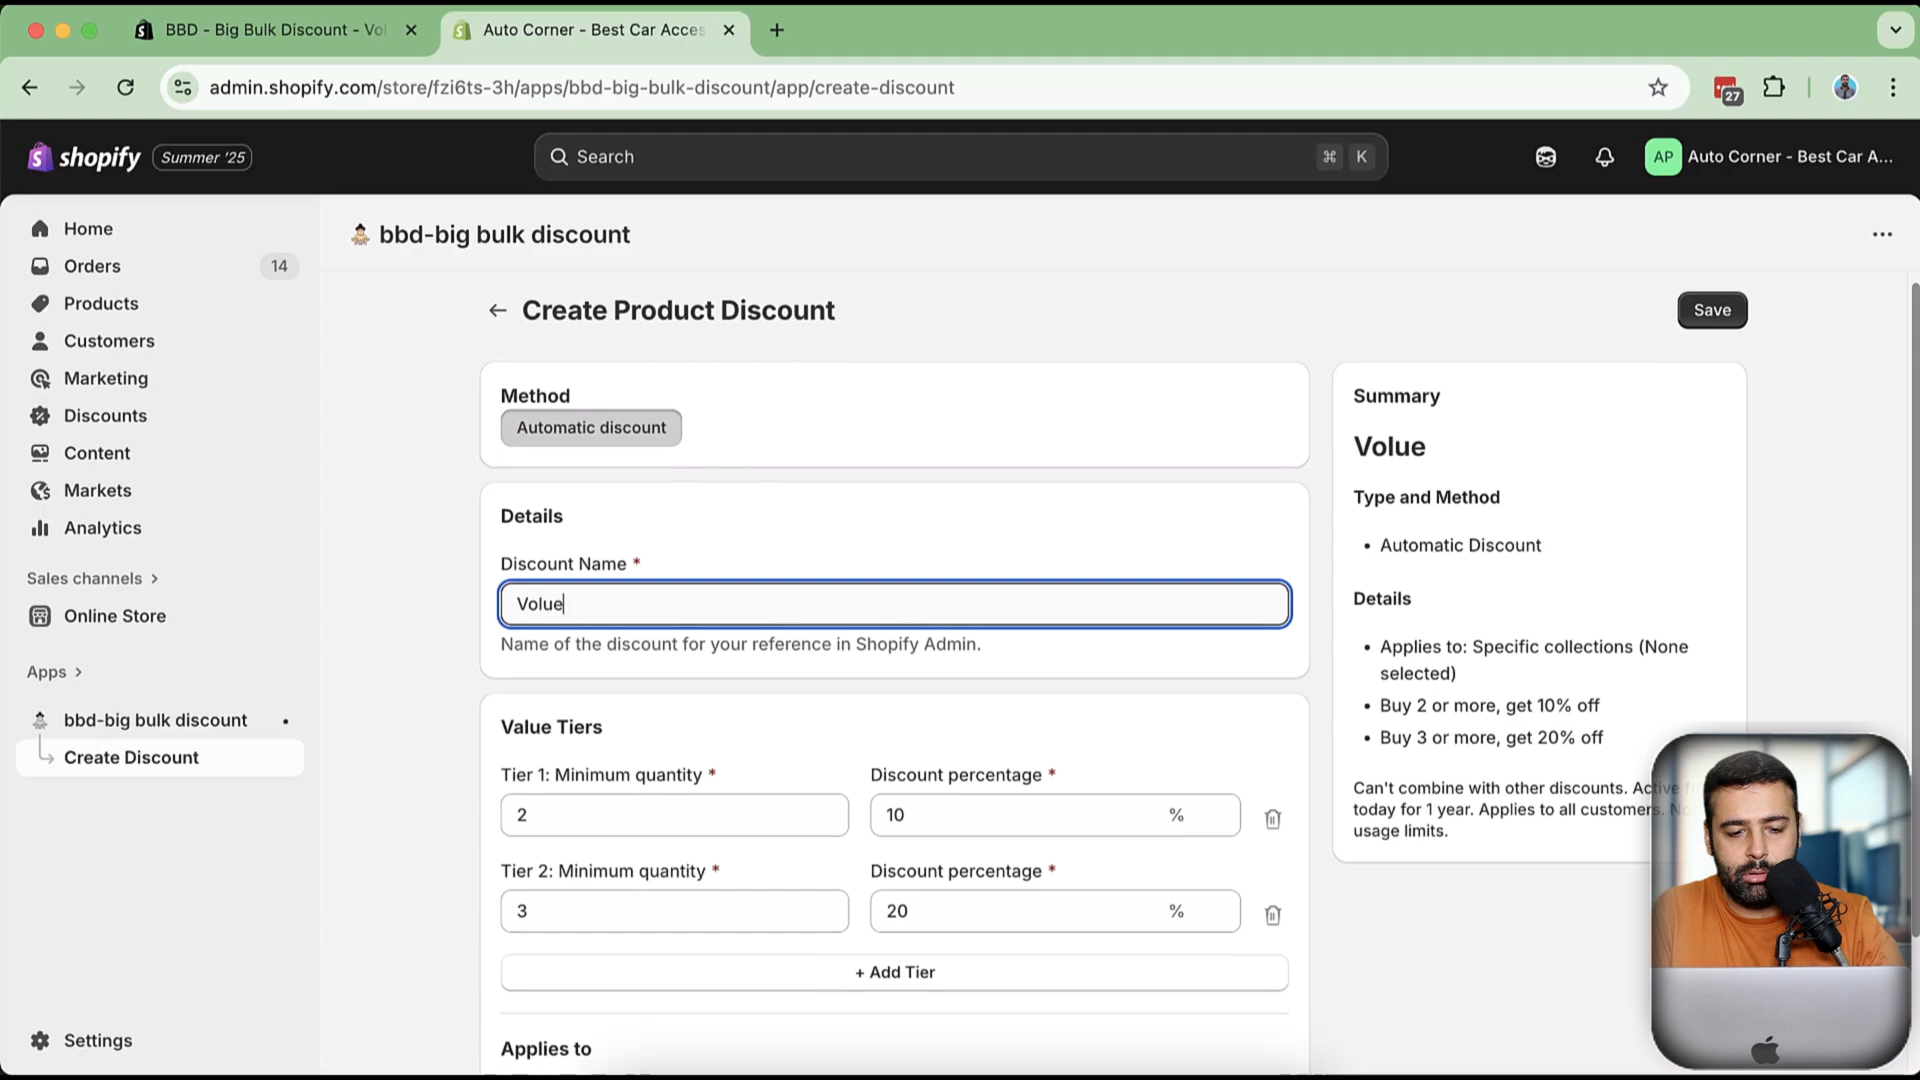 BBD - Big Bulk Discount - Vol
Auto Corner - Best Car Acces
admin.shopify.com/store/fzi6ts-3h/apps/bbd-big-bulk-discount/app/create-discount
27
shopify
Summer '25
Search
⌘ K
AP
Auto Corner - Best Car A...
Home
Orders
14
Products
Customers
Marketing
Discounts
Content
Markets
Analytics
Sales channels
Online Store
Apps
bbd-big bulk discount
Create Discount
Settings
bbd-big bulk discount
Create Product Discount
Save
Method
Automatic discount
Details
Discount Name *
Volue
Name of the discount for your reference in Shopify Admin.
Value Tiers
Tier 1: Minimum quantity *
Discount percentage *
2
10 %
Tier 2: Minimum quantity *
Discount percentage *
3
20 %
+ Add Tier
Applies to
Summary
Volue
Type and Method
• Automatic Discount
Details
• Applies to: Specific collections (None
selected)
• Buy 2 or more, get 10% off
• Buy 3 or more, get 20% off
Can't combine with other discounts. Active from
today for 1 year. Applies to all customers. No
usage limits.